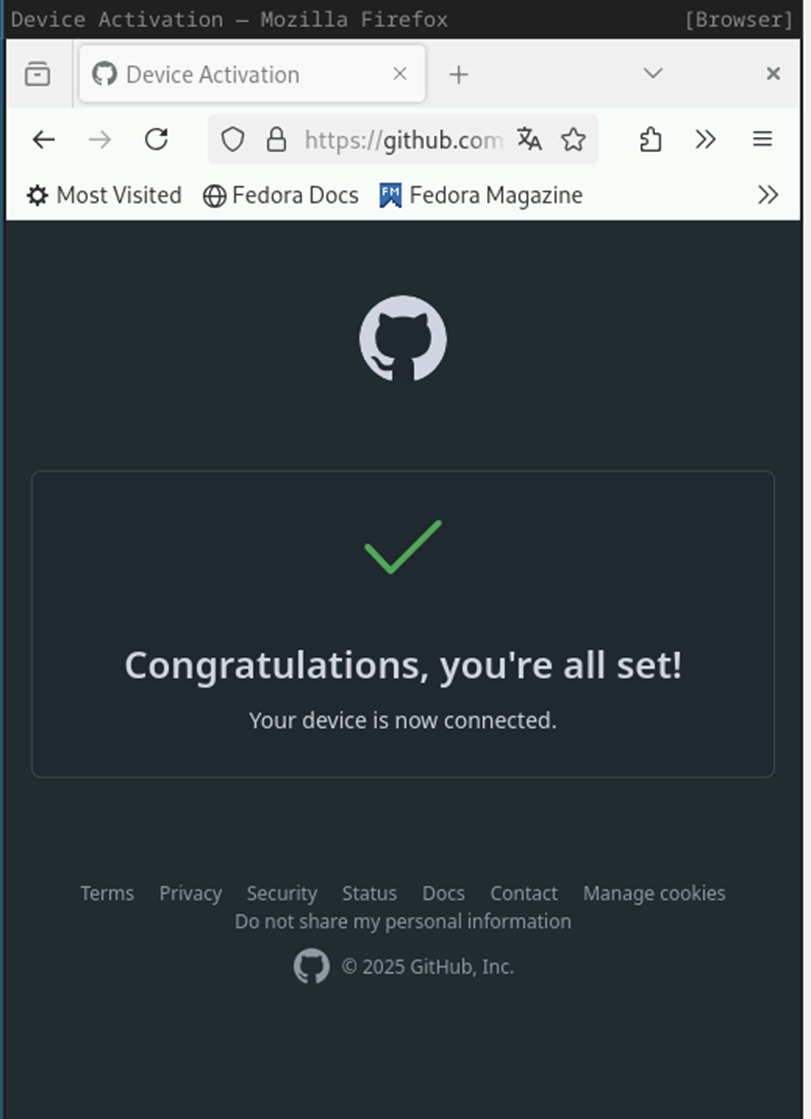 Device Activation — Mozilla Firefox [Browser]
Device Activation
https://github.com
Most Visited Fedora Docs FM Fedora Magazine
Congratulations, you're all set!
Your device is now connected.
Terms Privacy Security Status Docs Contact Manage cookies
Do not share my personal information
© 2025 GitHub, Inc.